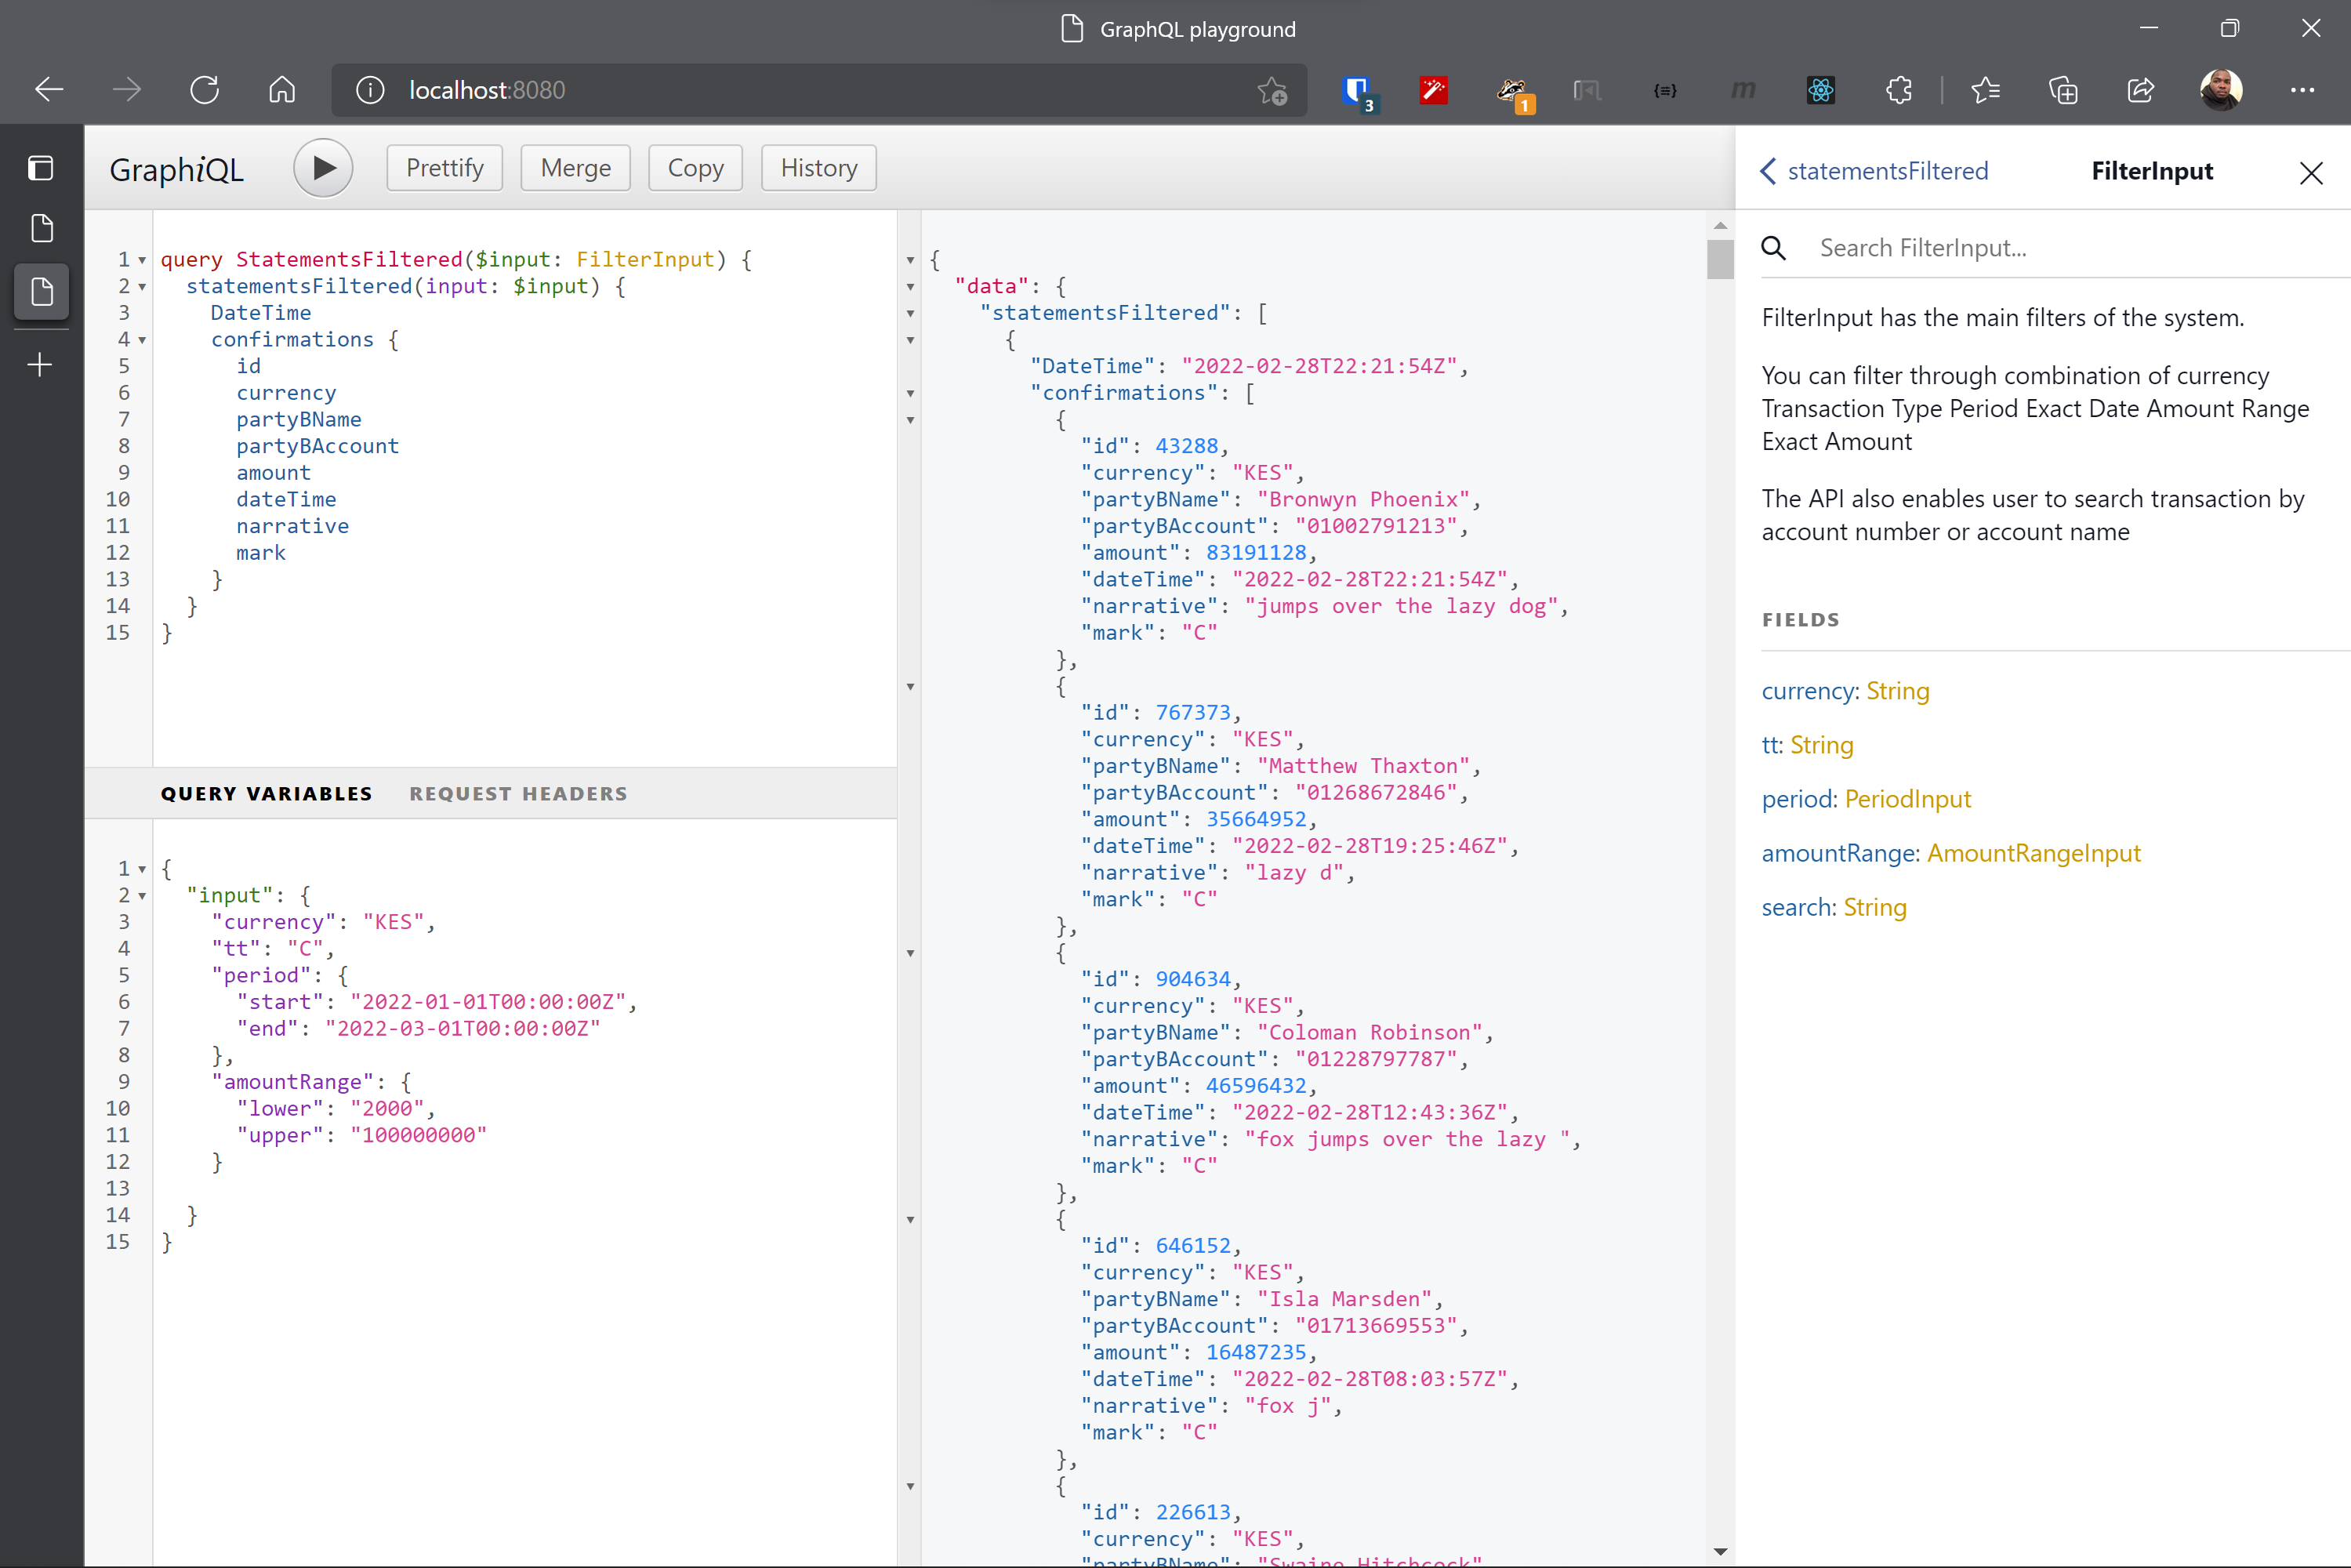 GraphQL playground
localhost:8080
3
1
m
GraphiQL
Prettify
Merge
Copy
History
1 query StatementsFiltered($input: FilterInput) {
2   statementsFiltered(input: $input) {
3     DateTime
4     confirmations {
5       id
6       currency
7       partyBName
8       partyBAccount
9       amount
10       dateTime
11       narrative
12       mark
13     }
14   }
15 }
QUERY VARIABLES
REQUEST HEADERS
1 {
2   "input": {
3     "currency": "KES",
4     "tt": "C",
5     "period": {
6       "start": "2022-01-01T00:00:00Z",
7       "end": "2022-03-01T00:00:00Z"
8     },
9     "amountRange": {
10       "lower": "2000",
11       "upper": "100000000"
12     }
13
14   }
15 }
{
  "data": {
    "statementsFiltered": [
      {
        "DateTime": "2022-02-28T22:21:54Z",
        "confirmations": [
          {
            "id": 43288,
            "currency": "KES",
            "partyBName": "Bronwyn Phoenix",
            "partyBAccount": "01002791213",
            "amount": 83191128,
            "dateTime": "2022-02-28T22:21:54Z",
            "narrative": "jumps over the lazy dog",
            "mark": "C"
          },
          {
            "id": 767373,
            "currency": "KES",
            "partyBName": "Matthew Thaxton",
            "partyBAccount": "01268672846",
            "amount": 35664952,
            "dateTime": "2022-02-28T19:25:46Z",
            "narrative": "lazy d",
            "mark": "C"
          },
          {
            "id": 904634,
            "currency": "KES",
            "partyBName": "Coloman Robinson",
            "partyBAccount": "01228797787",
            "amount": 46596432,
            "dateTime": "2022-02-28T12:43:36Z",
            "narrative": "fox jumps over the lazy ",
            "mark": "C"
          },
          {
            "id": 646152,
            "currency": "KES",
            "partyBName": "Isla Marsden",
            "partyBAccount": "01713669553",
            "amount": 16487235,
            "dateTime": "2022-02-28T08:03:57Z",
            "narrative": "fox j",
            "mark": "C"
          },
          {
            "id": 226613,
            "currency": "KES",
            "partyBName": "Swaine Hitchcock"
statementsFiltered
FilterInput
Search FilterInput...
FilterInput has the main filters of the system.
You can filter through combination of currency
Transaction Type Period Exact Date Amount Range
Exact Amount
The API also enables user to search transaction by
account number or account name
FIELDS
currency: String
tt: String
period: PeriodInput
amountRange: AmountRangeInput
search: String